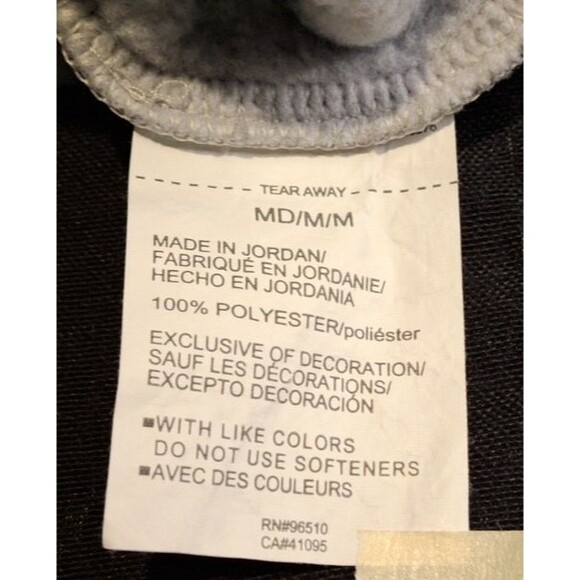 TEAR AWAY
MD/M/M
MADE IN JORDAN/
FABRIQUÉ EN JORDANIE/
HECHO EN JORDANIA
100% POLYESTER/poliéster
EXCLUSIVE OF DECORATION/
SAUF LES DÉCORATIONS/
EXCEPTO DECORACIÓN
■WITH LIKE COLORS
DO NOT USE SOFTENERS
■AVEC DES COULEURS
RN#96510
CA#41095